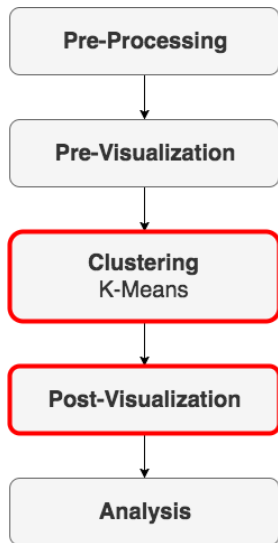 Pre-Processing
Pre-Visualization
Clustering
K-Means
Post-Visualization
Analysis